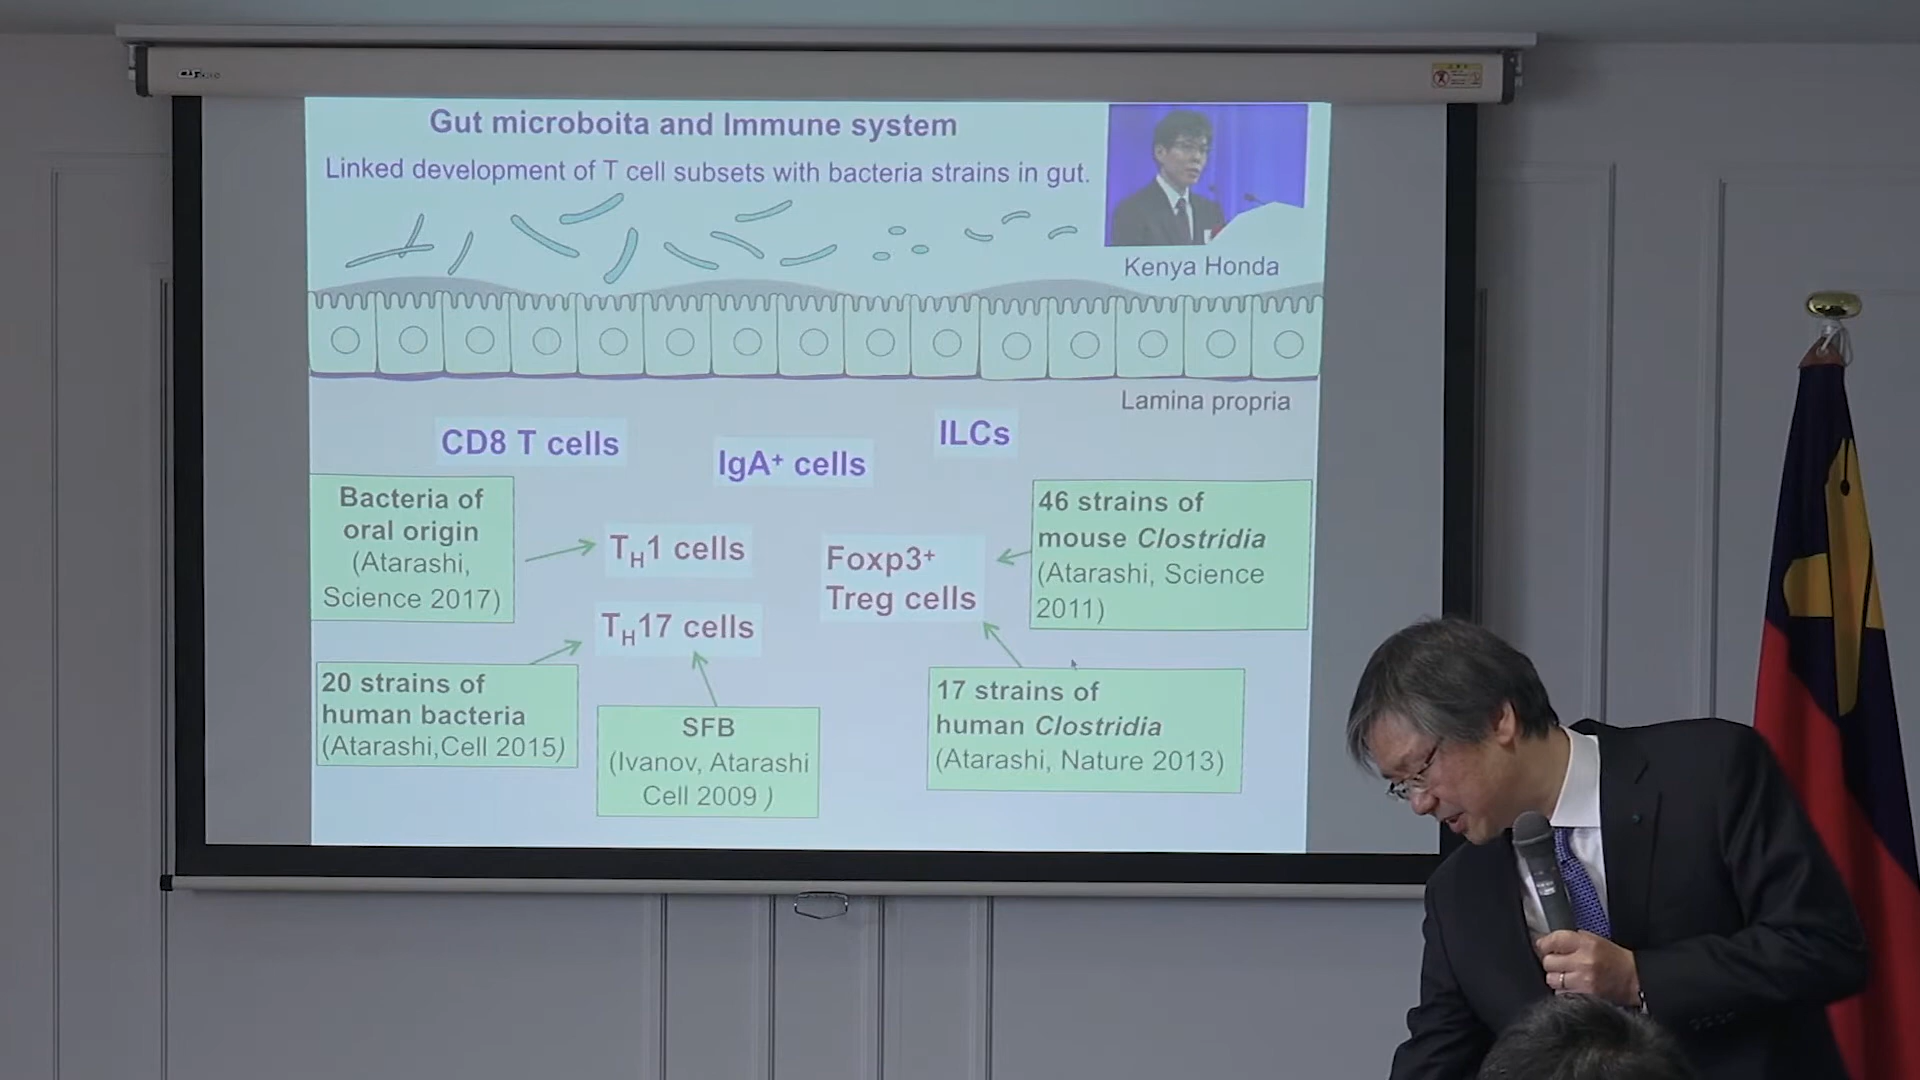 Gut microboita and Immune system
Linked development of T cell subsets with bacteria strains in gut.
Kenya Honda
Lamina propria
CD8 T cells
IgA⁺ cells
ILCs
Bacteria of
oral origin
(Atarashi,
Science 2017)
TH1 cells
Foxp3⁺
Treg cells
46 strains of
mouse Clostridia
(Atarashi, Science
2011)
TH17 cells
20 strains of
human bacteria
(Atarashi,Cell 2015)
SFB
(Ivanov, Atarashi
Cell 2009 )
17 strains of
human Clostridia
(Atarashi, Nature 2013)